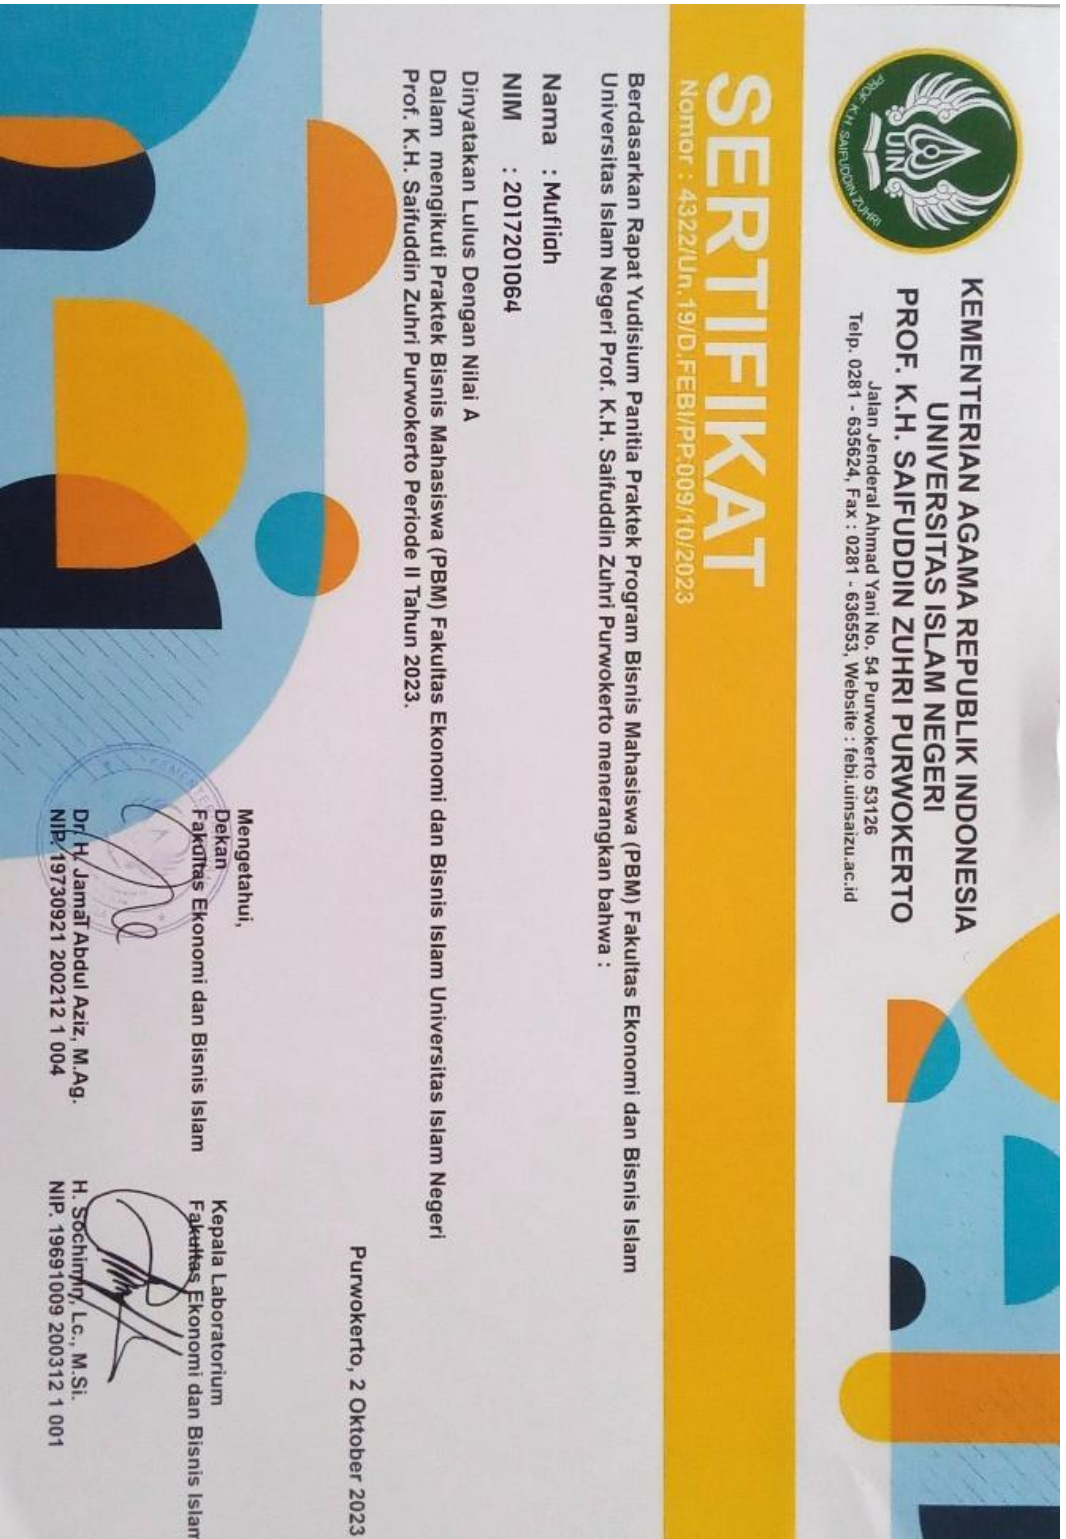 KEMENTERIAN AGAMA REPUBLIK INDONESIA
UNIVERSITAS ISLAM NEGERI
PROF. K.H. SAIFUDDIN ZUHRI PURWOKERTO
Jalan Jenderal Ahmad Yani No. 54 Purwokerto 53126
Telp. 0281 - 635624, Fax : 0281 - 636553, Website : febi.uinsaizu.ac.id
UIN
PROF. K.H. SAIFUDDIN ZUHRI
SERTIFIKAT
Nomor : 4322/Un.19/D.FEBI/PP.009/10/2023
Berdasarkan Rapat Yudisium Panitia Praktek Program Bisnis Mahasiswa (PBM) Fakultas Ekonomi dan Bisnis Islam
Universitas Islam Negeri Prof. K.H. Saifuddin Zuhri Purwokerto menerangkan bahwa :
Nama : Mufliah
NIM : 2017201064
Dinyatakan Lulus Dengan Nilai A
Dalam mengikuti Praktek Bisnis Mahasiswa (PBM) Fakultas Ekonomi dan Bisnis Islam Universitas Islam Negeri
Prof. K.H. Saifuddin Zuhri Purwokerto Periode II Tahun 2023.
Purwokerto, 2 Oktober 2023
Mengetahui,
Dekan
Fakultas Ekonomi dan Bisnis Islam
Dr. H. Jamal Abdul Aziz, M.Ag.
NIP. 19730921 200212 1 004
Kepala Laboratorium
Fakultas Ekonomi dan Bisnis Islam
H. Sochimin, Lc., M.Si.
NIP. 19691009 200312 1 001